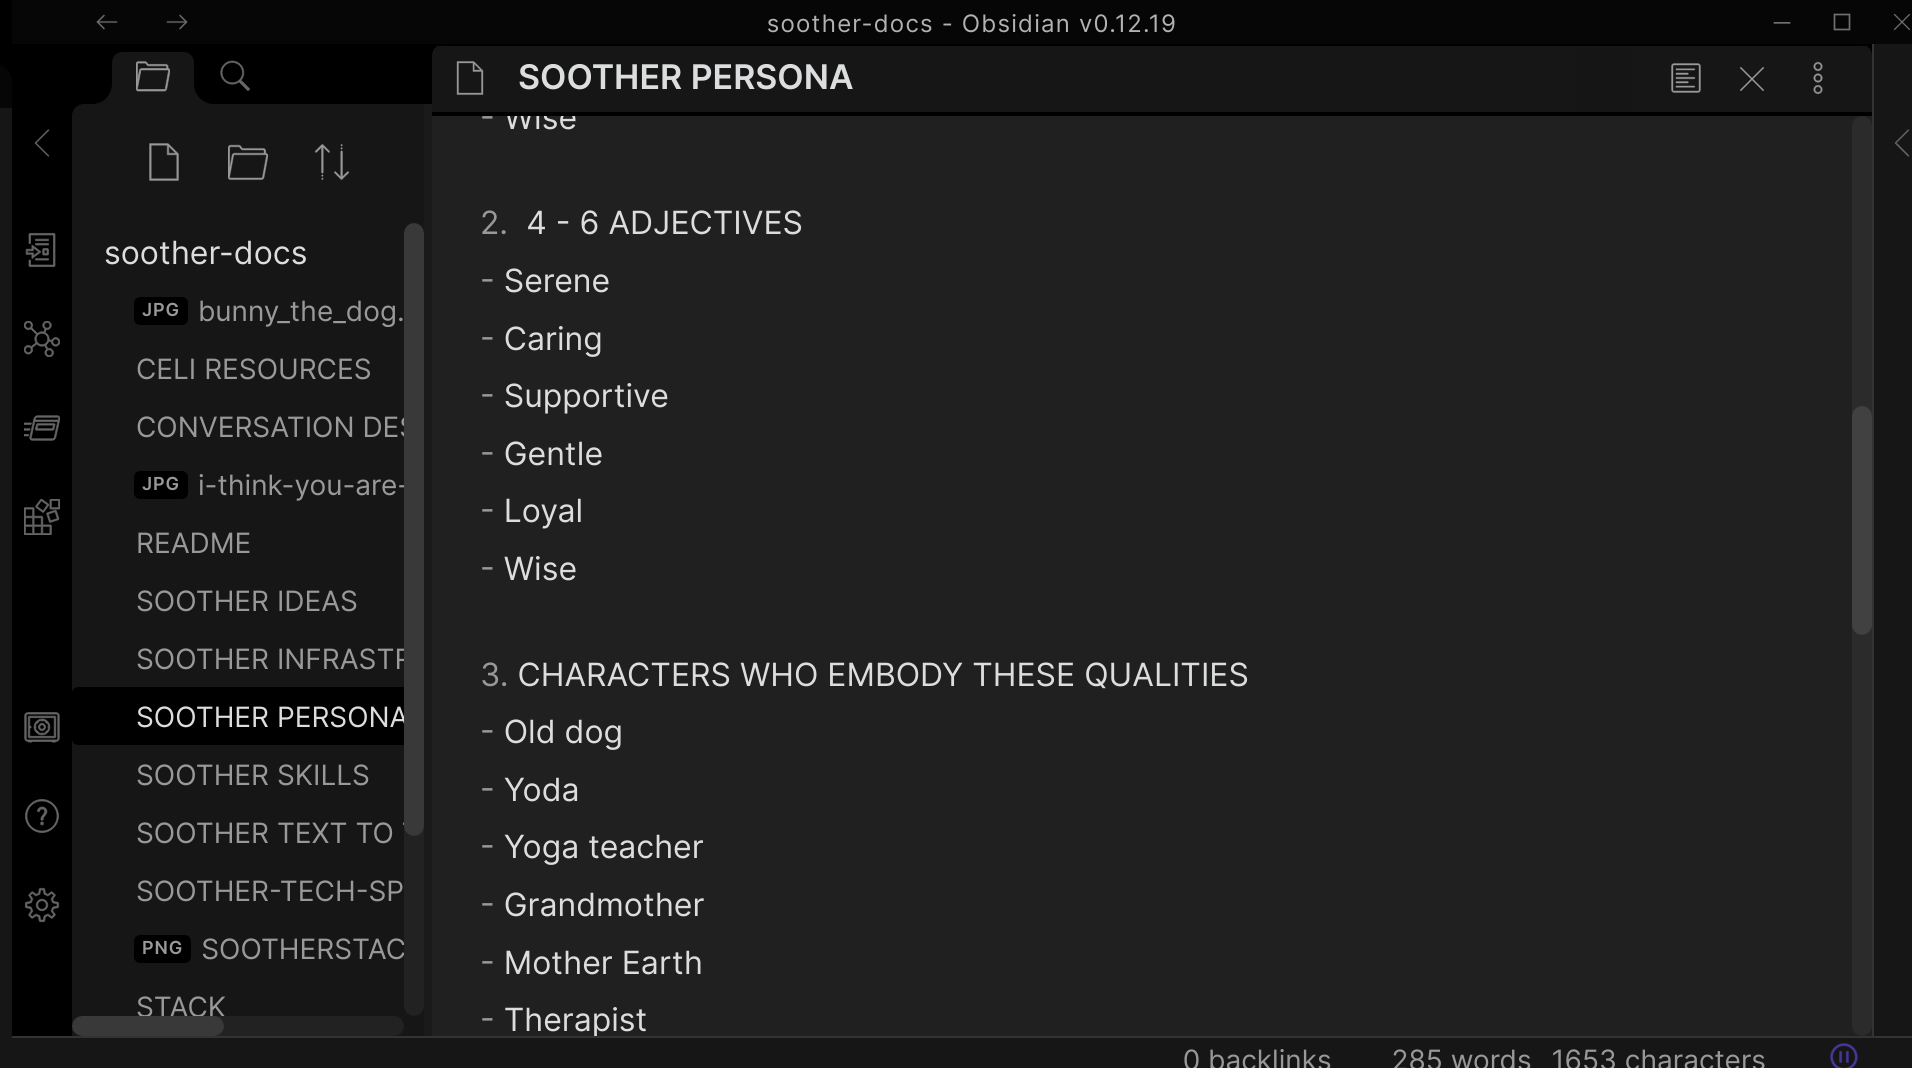 soother-docs - Obsidian v0.12.19
SOOTHER PERSONA
soother-docs
JPG bunny_the_dog.
CELI RESOURCES
CONVERSATION DES
JPG i-think-you-are-
README
SOOTHER IDEAS
SOOTHER INFRASTR
SOOTHER PERSONA
SOOTHER SKILLS
SOOTHER TEXT TO
SOOTHER-TECH-SP
PNG SOOTHERSTAC
STACK
- Wise
2. 4 - 6 ADJECTIVES
- Serene
- Caring
- Supportive
- Gentle
- Loyal
- Wise
3. CHARACTERS WHO EMBODY THESE QUALITIES
- Old dog
- Yoda
- Yoga teacher
- Grandmother
- Mother Earth
- Therapist
0 backlinks 285 words 1653 characters